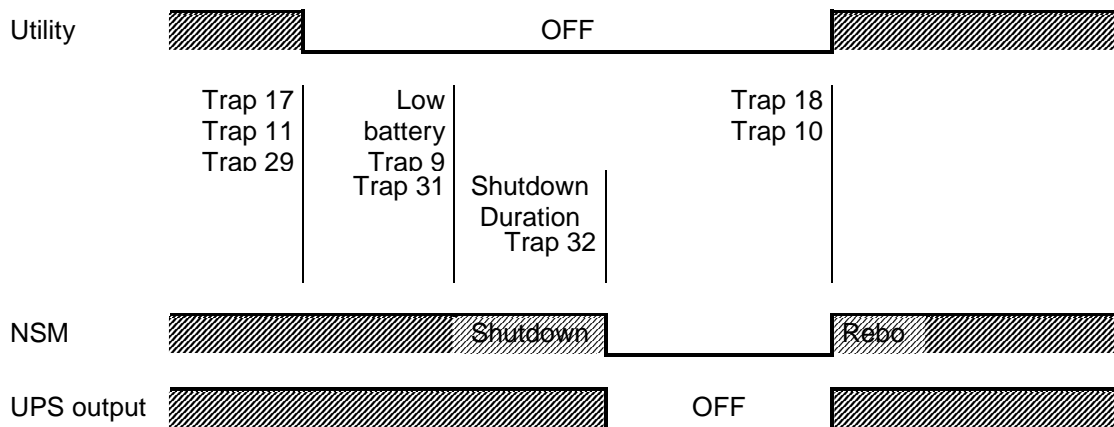 Utility
OFF
Trap 17
Trap 11
Trap 29
Low
battery
Trap 9
Trap 31
Shutdown
Duration
Trap 32
Trap 18
Trap 10
NSM
Shutdown
Rebo
UPS output
OFF